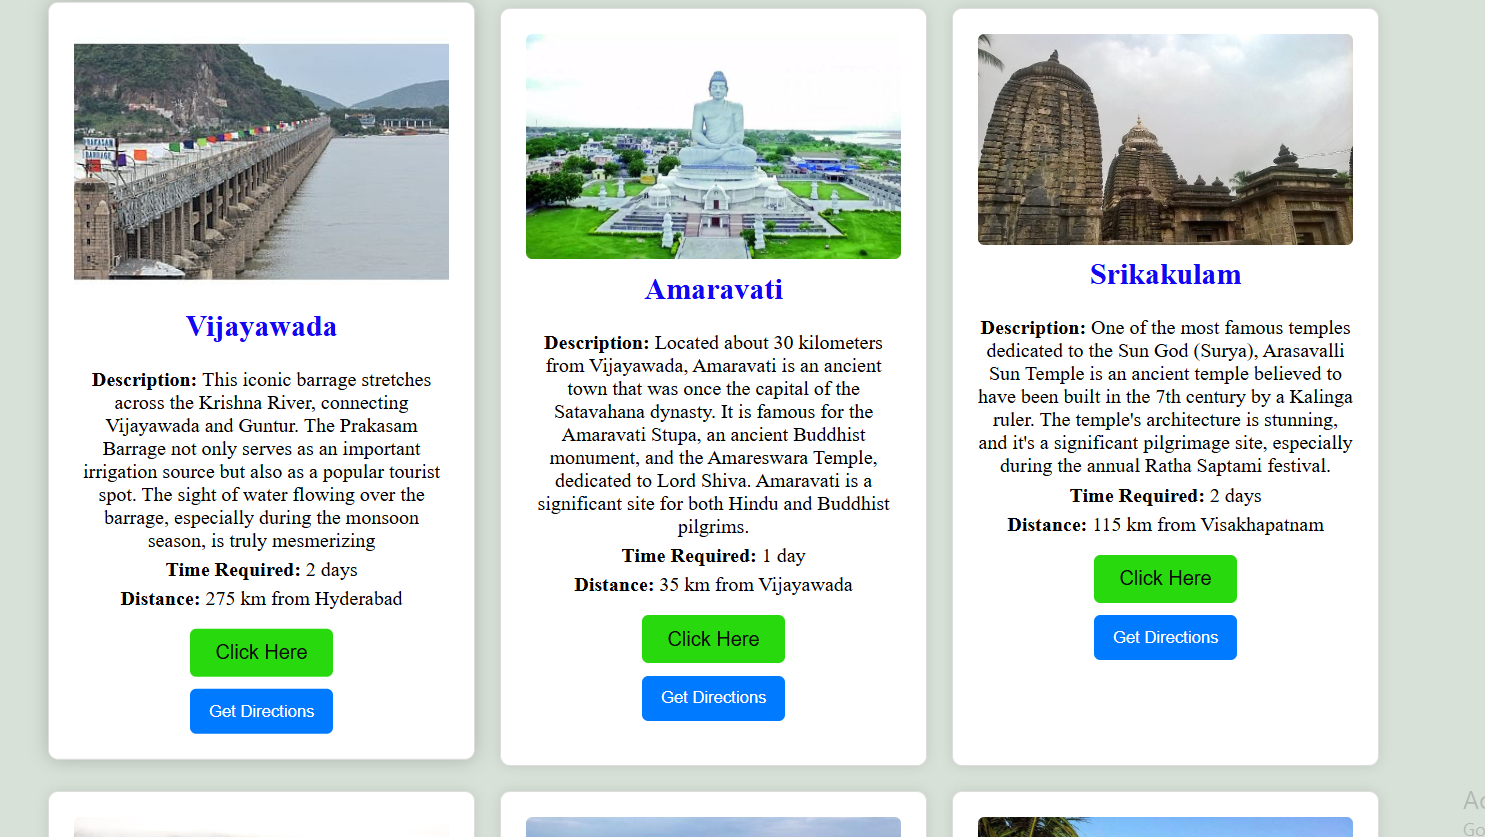 PRAKASAM
BARRAGE
Vijayawada
Description: This iconic barrage stretches
across the Krishna River, connecting
Vijayawada and Guntur. The Prakasam
Barrage not only serves as an important
irrigation source but also as a popular tourist
spot. The sight of water flowing over the
barrage, especially during the monsoon
season, is truly mesmerizing
Time Required: 2 days
Distance: 275 km from Hyderabad
Click Here
Get Directions
Amaravati
Description: Located about 30 kilometers
from Vijayawada, Amaravati is an ancient
town that was once the capital of the
Satavahana dynasty. It is famous for the
Amaravati Stupa, an ancient Buddhist
monument, and the Amareswara Temple,
dedicated to Lord Shiva. Amaravati is a
significant site for both Hindu and Buddhist
pilgrims.
Time Required: 1 day
Distance: 35 km from Vijayawada
Click Here
Get Directions
Srikakulam
Description: One of the most famous temples
dedicated to the Sun God (Surya), Arasavalli
Sun Temple is an ancient temple believed to
have been built in the 7th century by a Kalinga
ruler. The temple's architecture is stunning,
and it's a significant pilgrimage site, especially
during the annual Ratha Saptami festival.
Time Required: 2 days
Distance: 115 km from Visakhapatnam
Click Here
Get Directions
Ac
Go